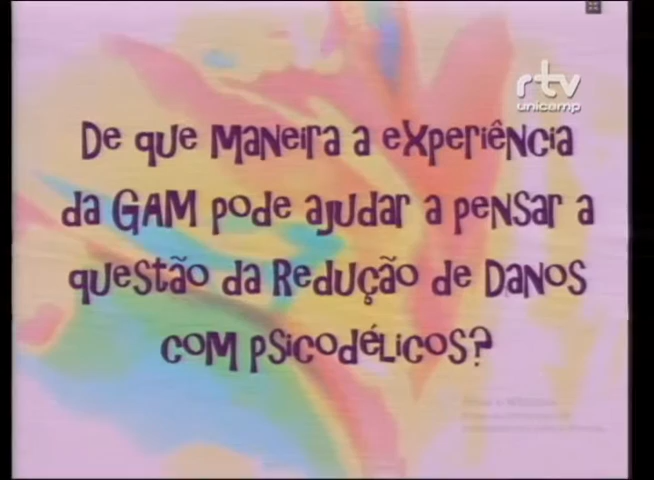 rtv
unicamp
De que maneira a experiência
da GAM pode ajudar a pensar a
questão da Redução de Danos
com psicodélicos?